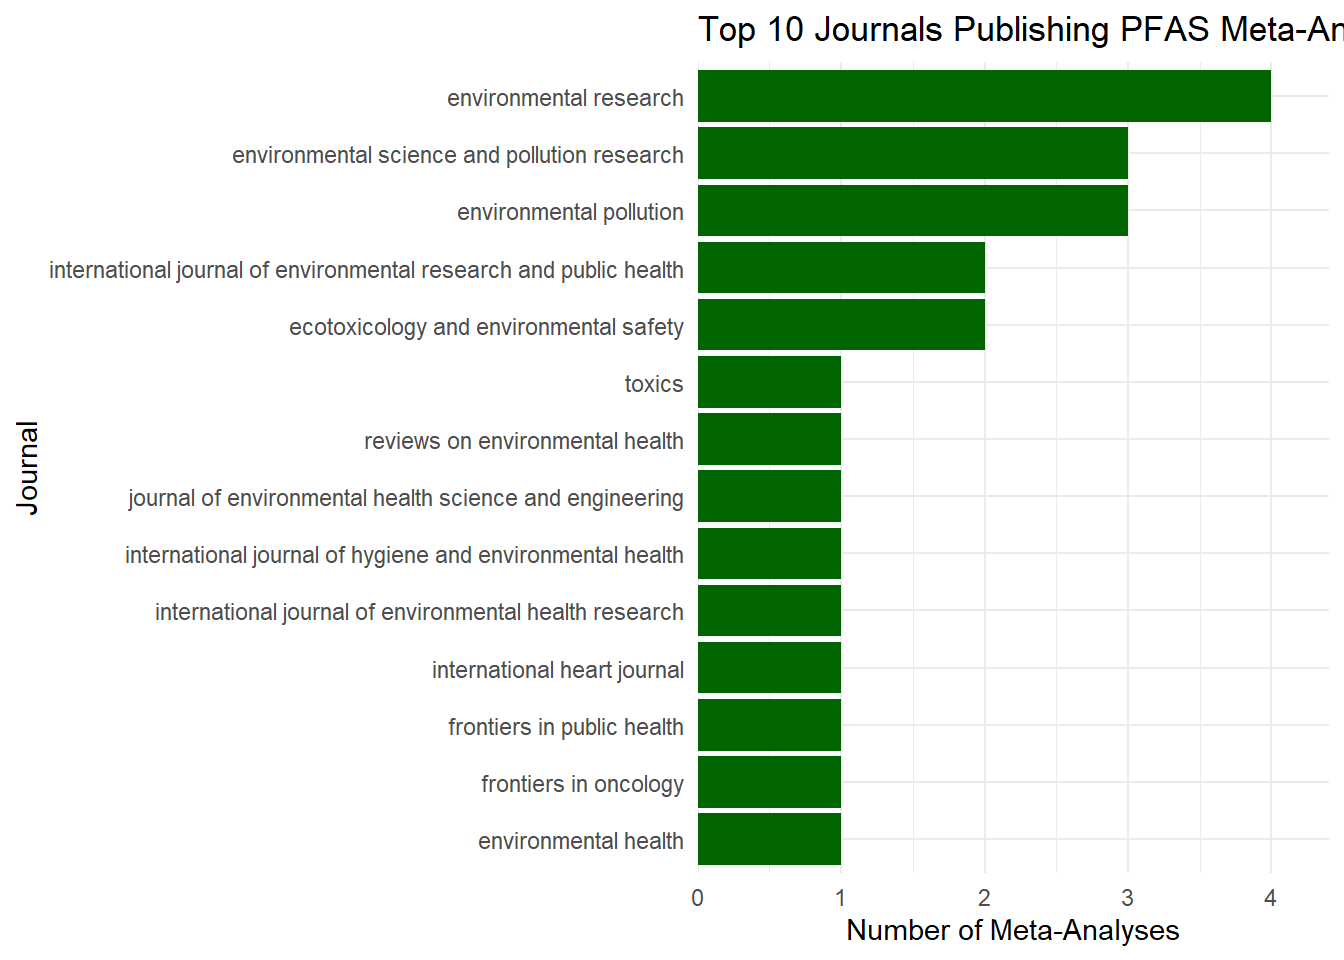 Top 10 Journals Publishing PFAS Meta-An
environmental research
environmental science and pollution research
environmental pollution
international journal of environmental research and public health
ecotoxicology and environmental safety
toxics
reviews on environmental health
journal of environmental health science and engineering
international journal of hygiene and environmental health
international journal of environmental health research
international heart journal
frontiers in public health
frontiers in oncology
environmental health
Journal
0 1 2 3 4
Number of Meta-Analyses